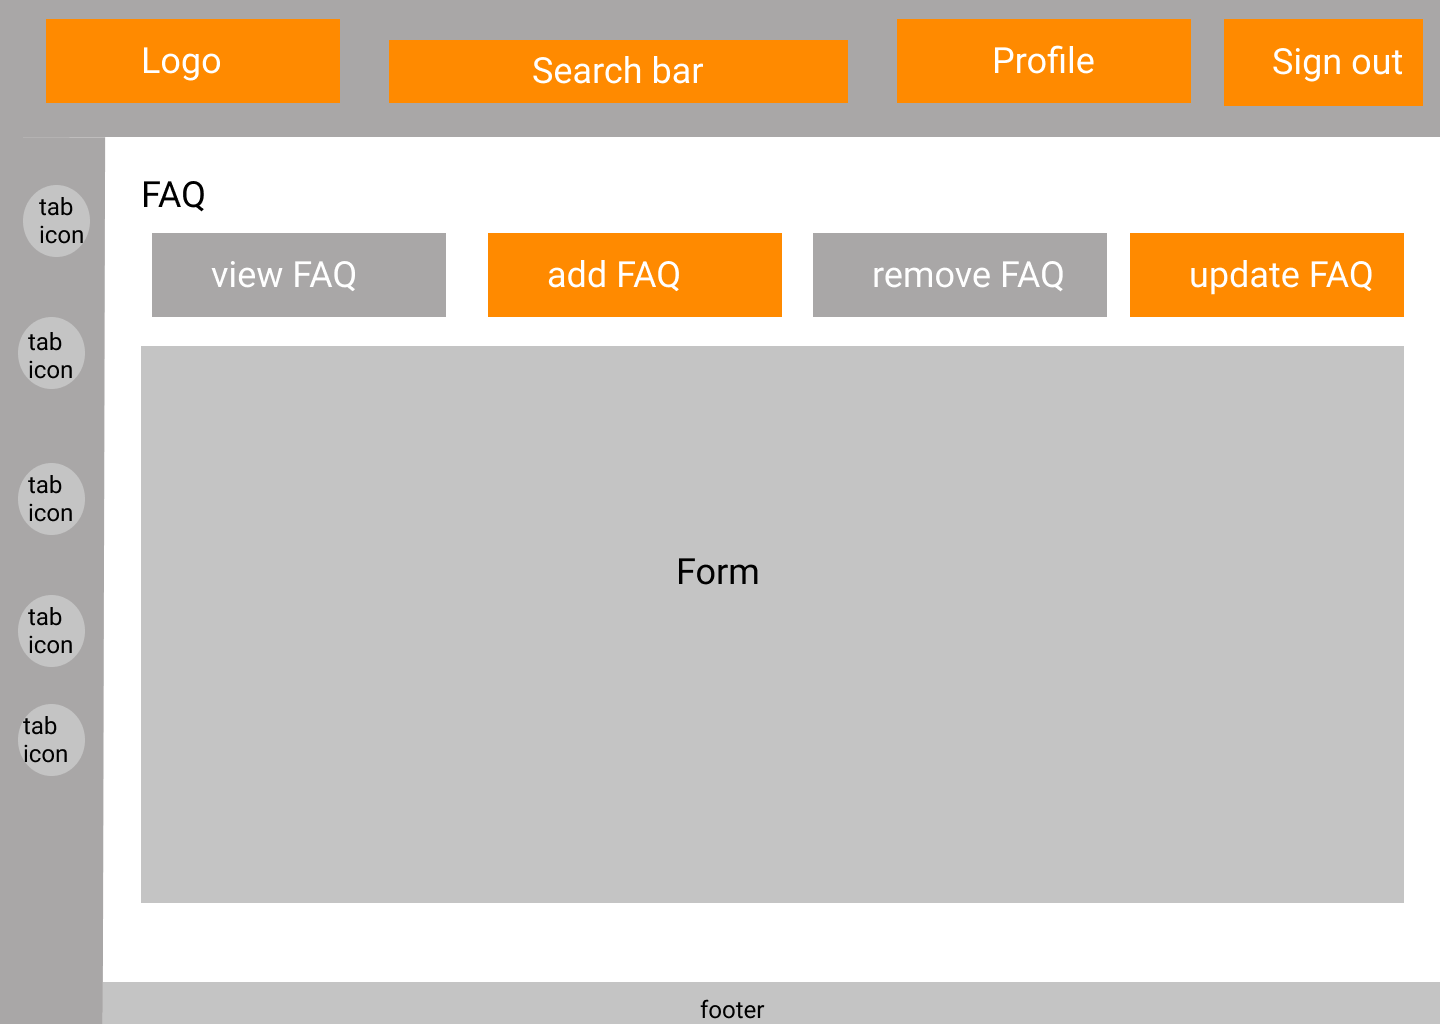 Logo
Search bar
Profile
Sign out
FAQ
view FAQ
add FAQ
remove FAQ
update FAQ
tab
icon
tab
icon
tab
icon
tab
icon
tab
icon
Form
footer